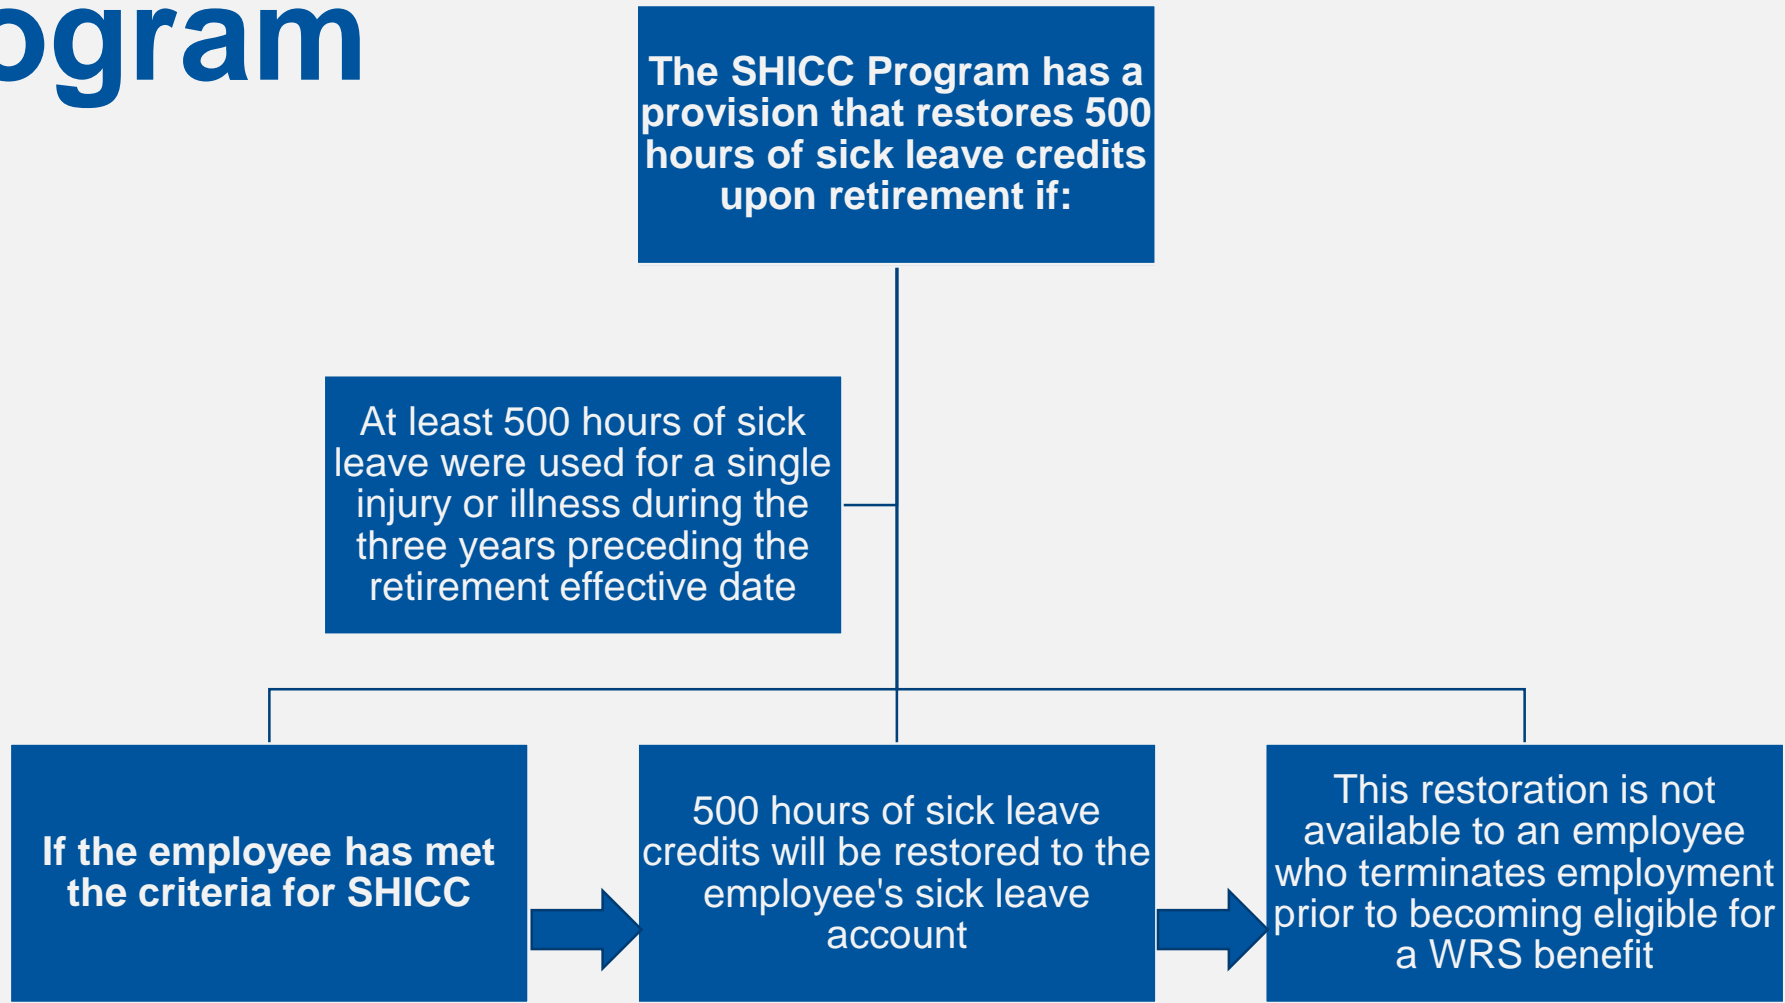 ogram
The SHICC Program has a
provision that restores 500
hours of sick leave credits
upon retirement if:
At least 500 hours of sick
leave were used for a single
injury or illness during the
three years preceding the
retirement effective date
If the employee has met
the criteria for SHICC
500 hours of sick leave
credits will be restored to the
employee's sick leave
account
This restoration is not
available to an employee
who terminates employment
prior to becoming eligible for
a WRS benefit